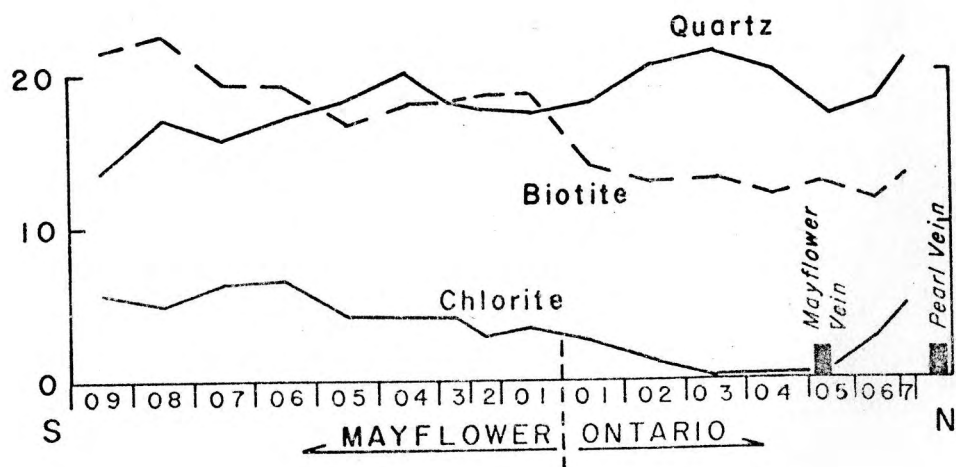 Quartz
20
Biotite
10
Mayflower
Vein
Pearl Vein
Chlorite
0
09 08 07 06 05 04 3 2 01 01 02 03 04 05 06 7
S
N
MAYFLOWER ONTARIO